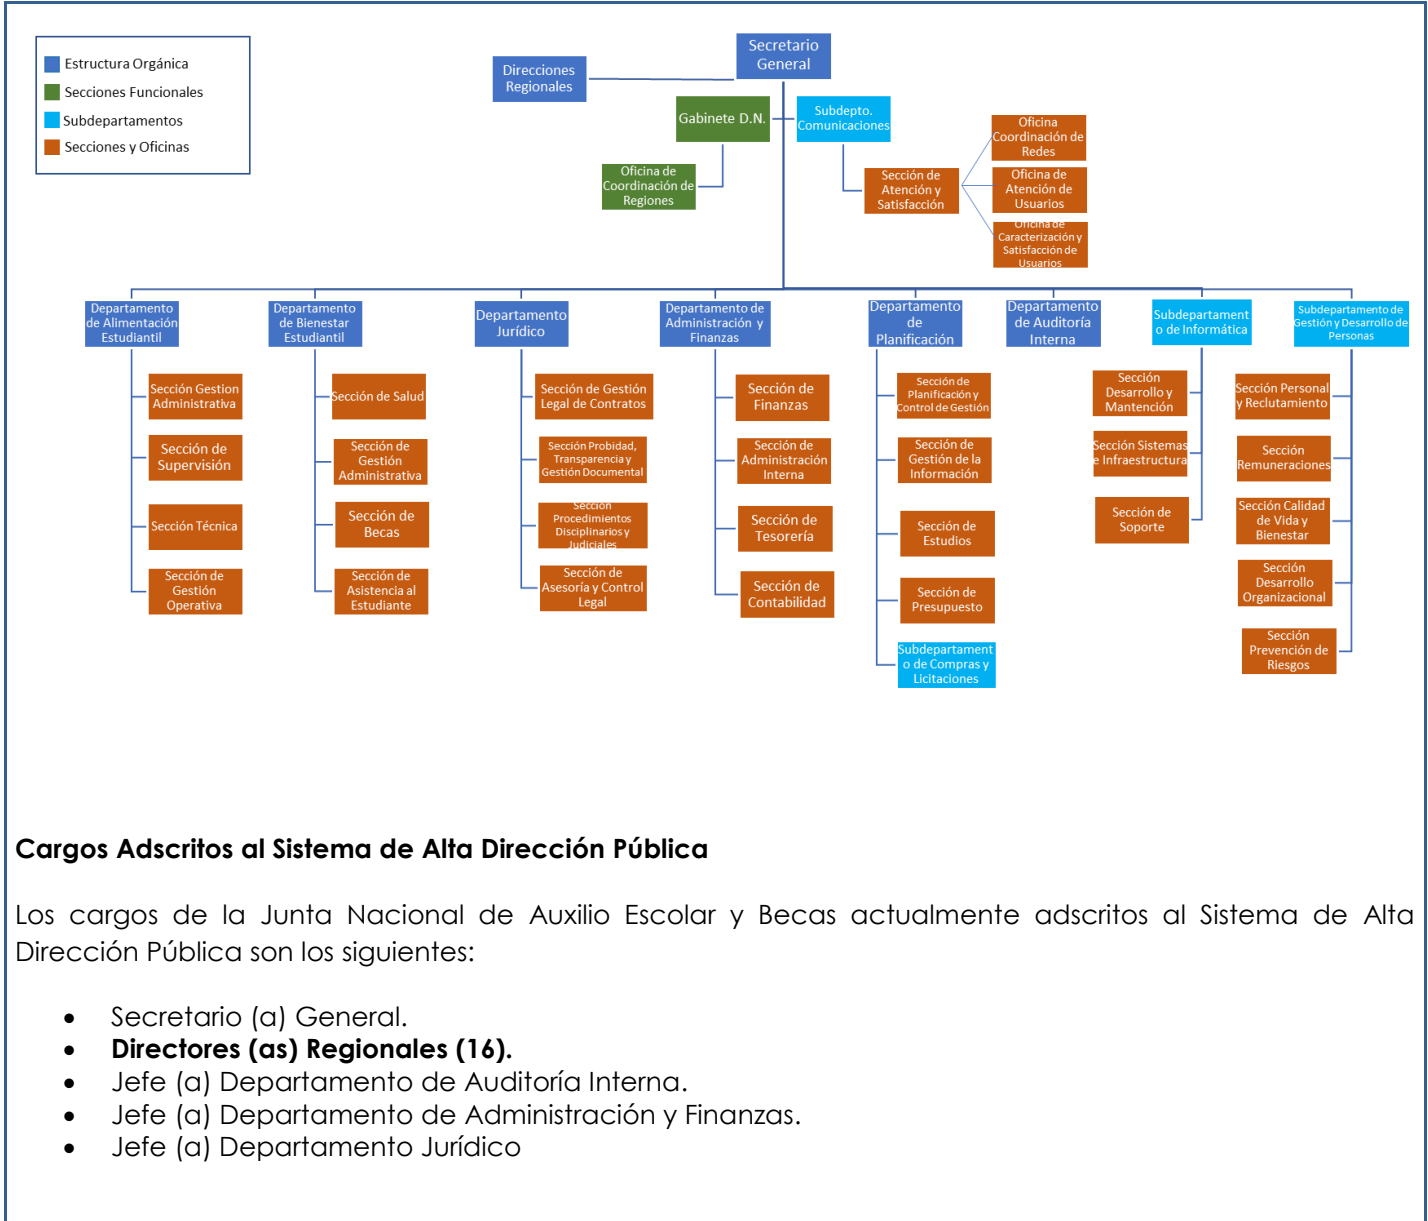 Estructura Orgánica
Secciones Funcionales
Subdepartamentos
Secciones y Oficinas
Secretario
General
Direcciones
Regionales
Gabinete D.N.
Subdepto.
Comunicaciones
Oficina de
Coordinación de
Regiones
Sección de
Atención y
Satisfacción
Oficina
Coordinación de
Redes
Oficina de
Atención de
Usuarios
Oficina de
Caracterización y
Satisfacción de
Usuarios
Departamento
de Alimentación
Estudiantil
Departamento
de Bienestar
Estudiantil
Departamento
Jurídico
Departamento de
Administración y
Finanzas
Departamento
de
Planificación
Departamento
de Auditoría
Interna
Subdepartament
o de Informática
Subdepartamento de
Gestión y Desarrollo de
Personas
Sección Gestion
Administrativa
Sección de
Supervisión
Sección Técnica
Sección de
Gestión
Operativa
Sección de Salud
Sección de
Gestión
Administrativa
Sección de
Becas
Sección de
Asistencia al
Estudiante
Sección de Gestión
Legal de Contratos
Sección Probidad,
Transparencia y
Gestión Documental
Sección
Procedimientos
Disciplinarios y
Judiciales
Sección de
Asesoría y Control
Legal
Sección de
Finanzas
Sección de
Administración
Interna
Sección de
Tesorería
Sección de
Contabilidad
Sección de
Planificación y
Control de Gestión
Sección de
Gestión de la
Información
Sección de
Estudios
Sección de
Presupuesto
Subdepartament
o de Compras y
Licitaciones
Sección
Desarrollo y
Mantención
Sección Sistemas
e Infraestructura
Sección de
Soporte
Sección Personal
y Reclutamiento
Sección
Remuneraciones
Sección Calidad
de Vida y
Bienestar
Sección
Desarrollo
Organizacional
Sección
Prevención de
Riesgos
Cargos Adscritos al Sistema de Alta Dirección Pública
Los cargos de la Junta Nacional de Auxilio Escolar y Becas actualmente adscritos al Sistema de Alta
Dirección Pública son los siguientes:
• Secretario (a) General.
• Directores (as) Regionales (16).
• Jefe (a) Departamento de Auditoría Interna.
• Jefe (a) Departamento de Administración y Finanzas.
• Jefe (a) Departamento Jurídico